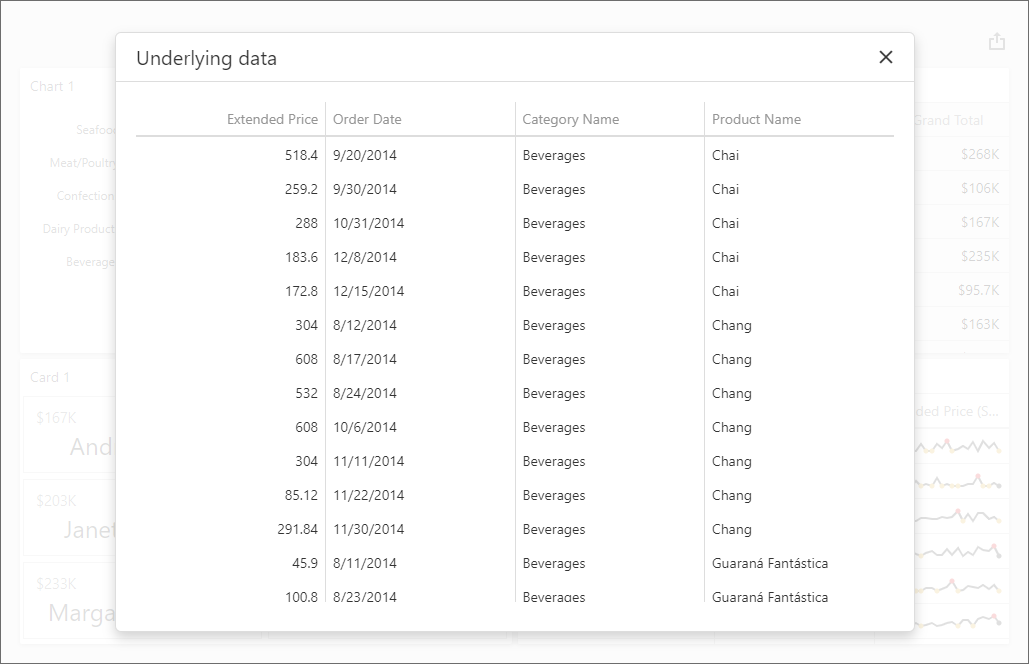 Underlying data
Extended Price Order Date Category Name Product Name
518.4 9/20/2014 Beverages Chai
259.2 9/30/2014 Beverages Chai
288 10/31/2014 Beverages Chai
183.6 12/8/2014 Beverages Chai
172.8 12/15/2014 Beverages Chai
304 8/12/2014 Beverages Chang
608 8/17/2014 Beverages Chang
532 8/24/2014 Beverages Chang
608 10/6/2014 Beverages Chang
304 11/11/2014 Beverages Chang
85.12 11/22/2014 Beverages Chang
291.84 11/30/2014 Beverages Chang
45.9 8/11/2014 Beverages Guaraná Fantástica
100.8 8/23/2014 Beverages Guaraná Fantástica
Chart 1
Seafoo
Meat/Poultry
Confection
Dairy Product
Beverage
Grand Total
$268K
$106K
$167K
$235K
$95.7K
$163K
Card 1
$167K
And
$203K
Janet
$233K
Marga
ded Price (S...